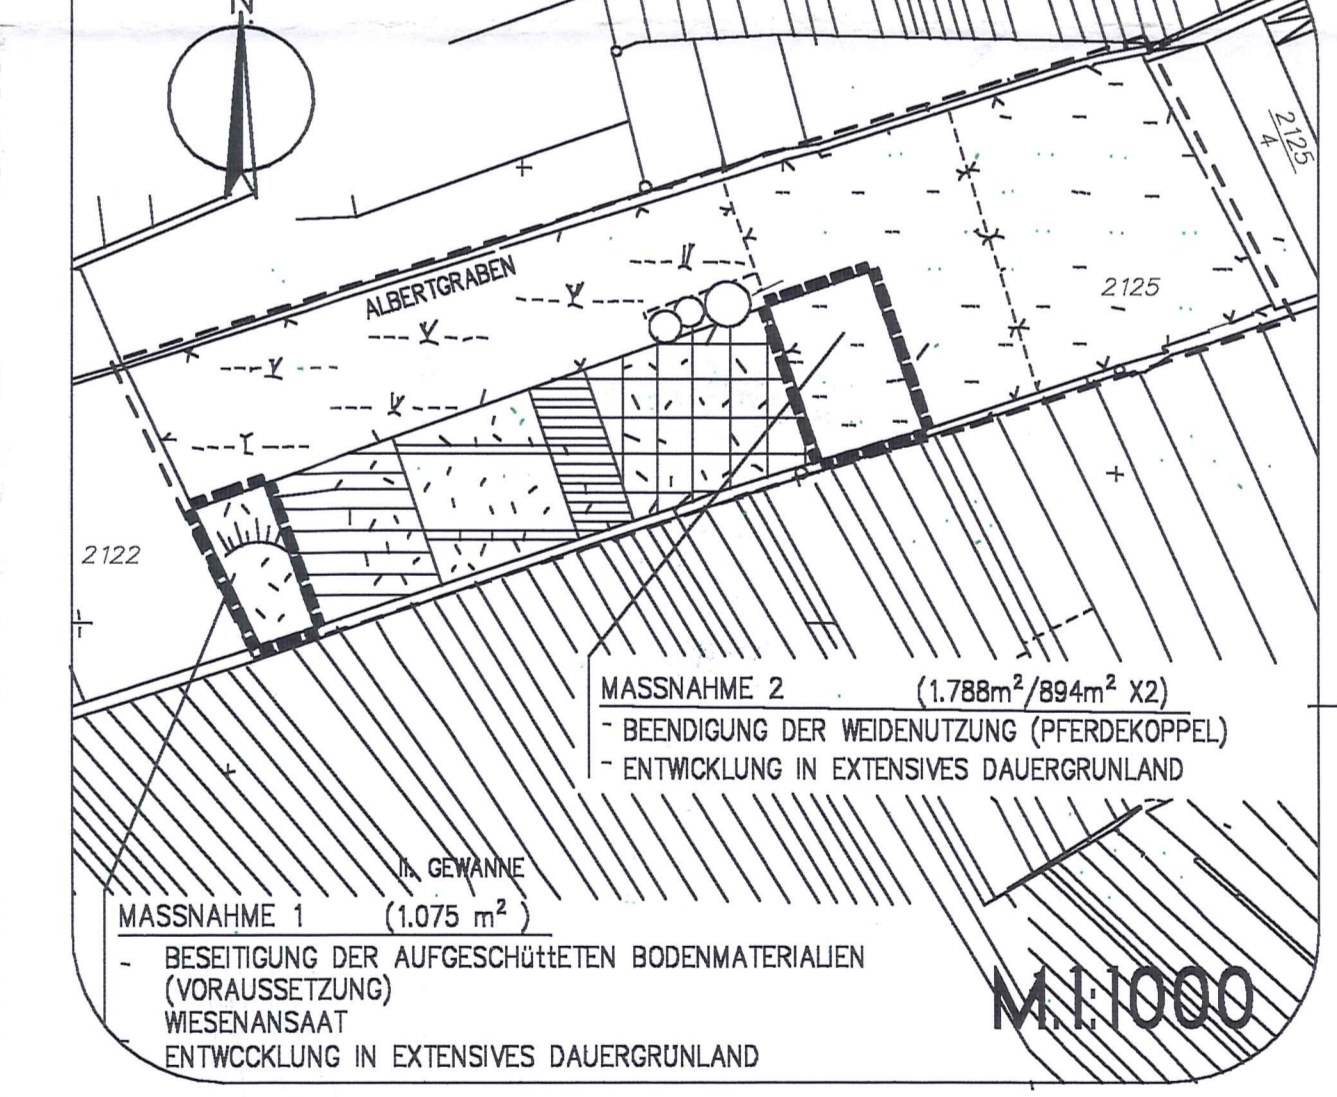 N
2125
4
ALBERTGRABEN
2125
2122
MASSNAHME 2 (1.788m²/894m² X2)
- BEENDIGUNG DER WEIDENUTZUNG (PFERDEKOPPEL)
- ENTWICKLUNG IN EXTENSIVES DAUERGRUNLAND
II. GEWANNE
MASSNAHME 1 (1.075 m²)
- BESEITIGUNG DER AUFGESCHüttETEN BODENMATERIALIEN
(VORAUSSETZUNG)
WIESENANSAAT
ENTWCCKLUNG IN EXTENSIVES DAUERGRÜNLAND
M.1:1000